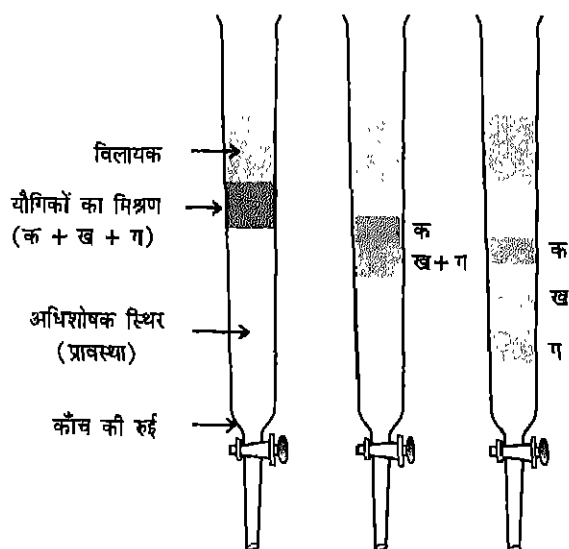 विलायक
यौगिकों का मिश्रण
(क + ख + ग)
अधिशोषक स्थिर
(प्रावस्था)
काँच की रुई
क
ख + ग
क
ख
ग